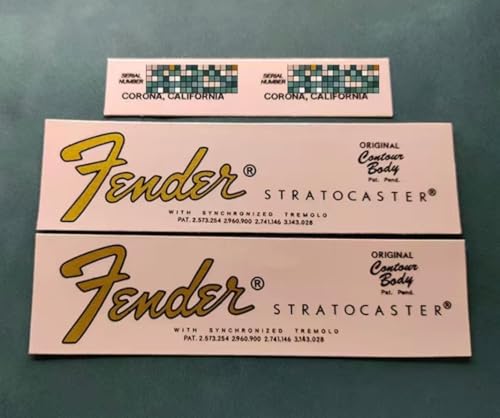 SERIAL
NUMBER
CORONA, CALIFORNIA
SERIAL
NUMBER
CORONA, CALIFORNIA
Fender® STRATOCASTER®
WITH SYNCHRONIZED TREMOLO
PAT. 2.573.254 2.960,900 2,741,146 3,143.028
ORIGINAL
Contour
Body
Pat. Pend.
Fender® STRATOCASTER®
WITH SYNCHRONIZED TREMOLO
PAT. 2.573.254 2.960,900 2,741,146 3,143.028
ORIGINAL
Contour
Body
Pat. Pend.